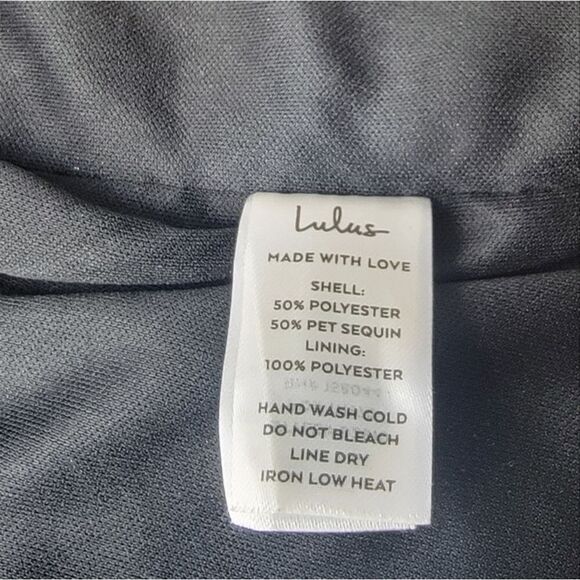 Lulus
MADE WITH LOVE
SHELL:
50% POLYESTER
50% PET SEQUIN
LINING:
100% POLYESTER
HAND WASH COLD
DO NOT BLEACH
LINE DRY
IRON LOW HEAT